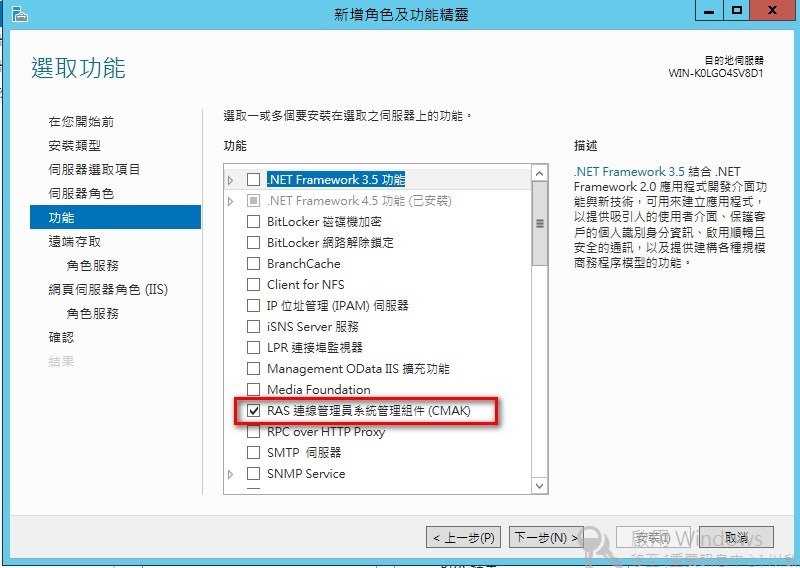 新增角色及功能精靈
選取功能
目的地伺服器
WIN-K0LGO4SV8D1
在您開始前
安裝類型
伺服器選取項目
伺服器角色
功能
遠端存取
角色服務
網頁伺服器角色 (IIS)
角色服務
確認
結果
選取一或多個要安裝在選取之伺服器上的功能。
功能
.NET Framework 3.5 功能
.NET Framework 4.5 功能 (已安裝)
BitLocker 磁碟機加密
BitLocker 網路解除鎖定
BranchCache
Client for NFS
IP 位址管理 (IPAM) 伺服器
iSNS Server 服務
LPR 連接埠監視器
Management OData IIS 擴充功能
Media Foundation
RAS 連線管理員系統管理組件 (CMAK)
RPC over HTTP Proxy
SMTP 伺服器
SNMP Service
描述
.NET Framework 3.5 結合 .NET
Framework 2.0 應用程式開發介面功
能與新技術，可用來建立應用程式，
以提供吸引人的使用者介面、保護客
戶的個人識別身分資訊、啟用順暢且
安全的通訊，以及提供建構各種規模
商務程序模型的功能。
< 上一步(P)
下一步(N) >
安裝(I)
取消
啟用 Windows
移至 [重要訊息中心] 以啟